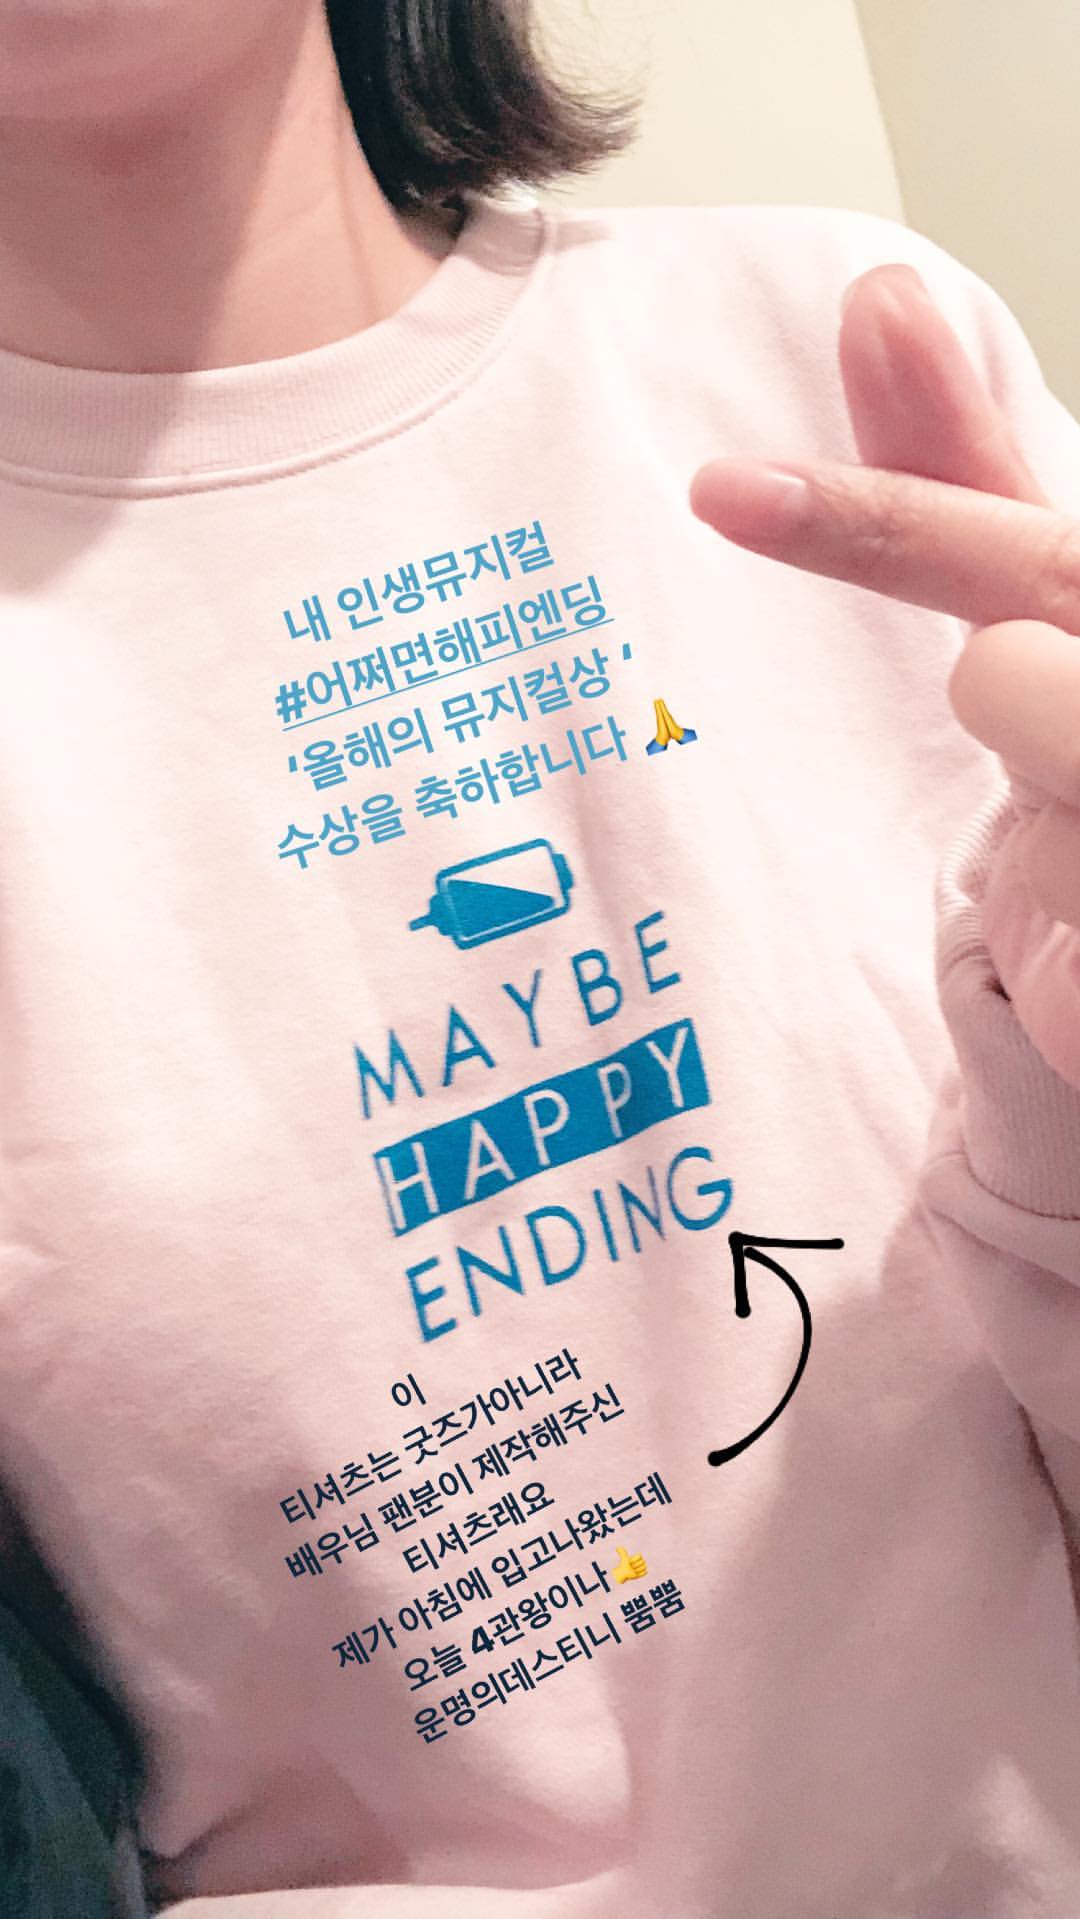 내 인생뮤지컬
#어쩌면해피엔딩
'올해의 뮤지컬상 '
수상을 축하합니다 🙏
MAYBE
HAPPY
ENDING
이
티셔츠는 굿즈가아니라
배우님 팬분이 제작해주신
티셔츠래요
제가 아침에 입고나왔는데
오늘 4관왕이나👍
운명의데스티니 뿜뿜